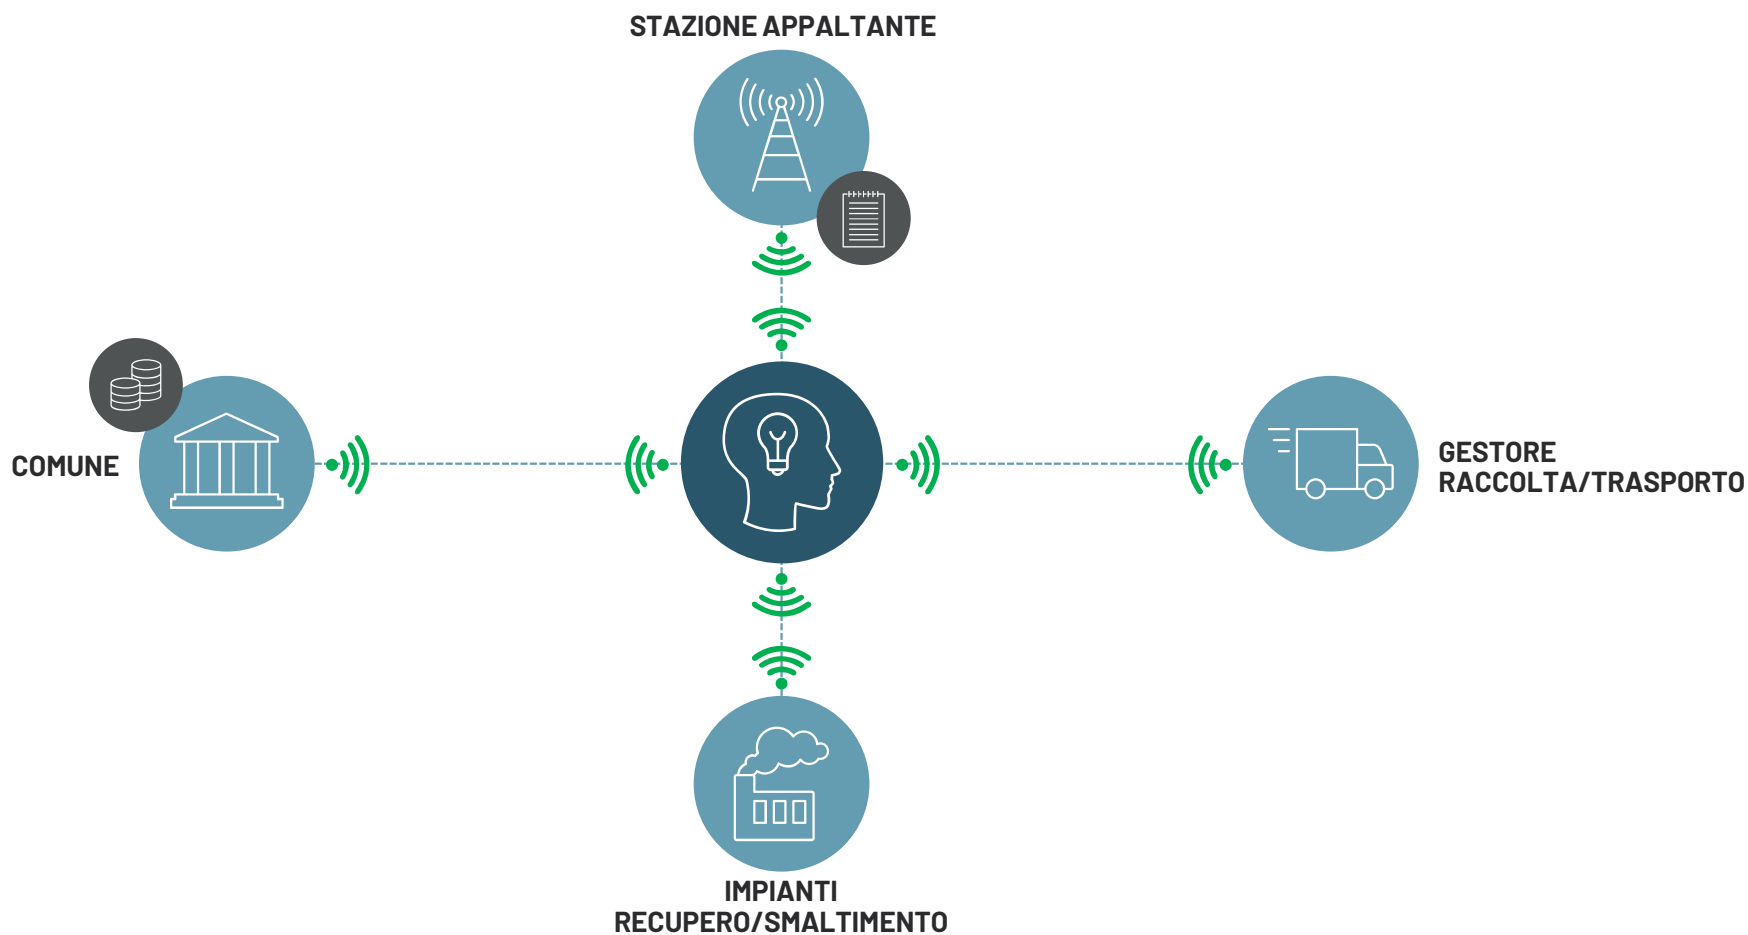 STAZIONE APPALTANTE
COMUNE
GESTORE
RACCOLTA/TRASPORTO
IMPIANTI
RECUPERO/SMALTIMENTO